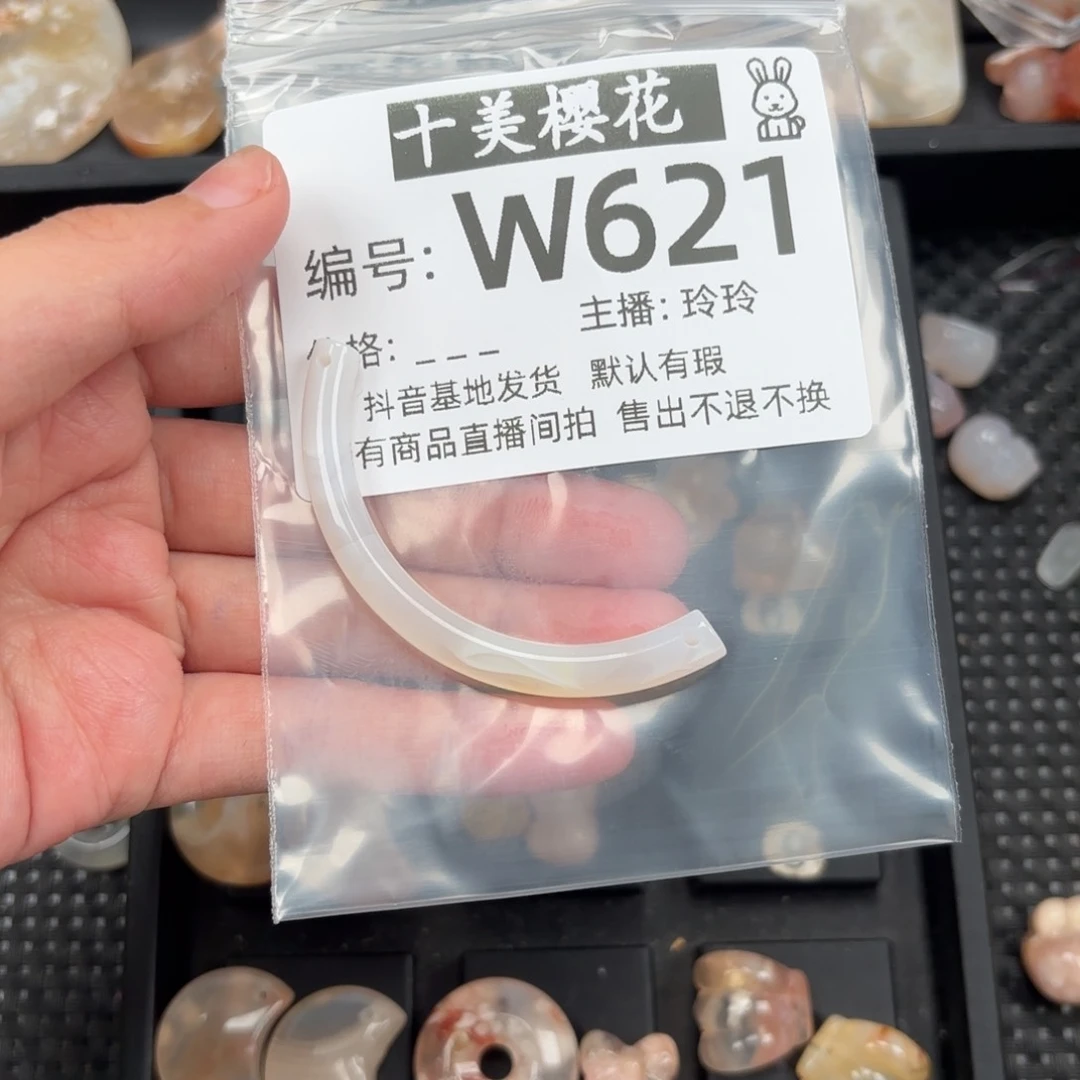 十美樱花
编号：W621
主播：玲玲
格：_ _ _
抖音基地发货 默认有瑕
有商品直播间拍 售出不退不换